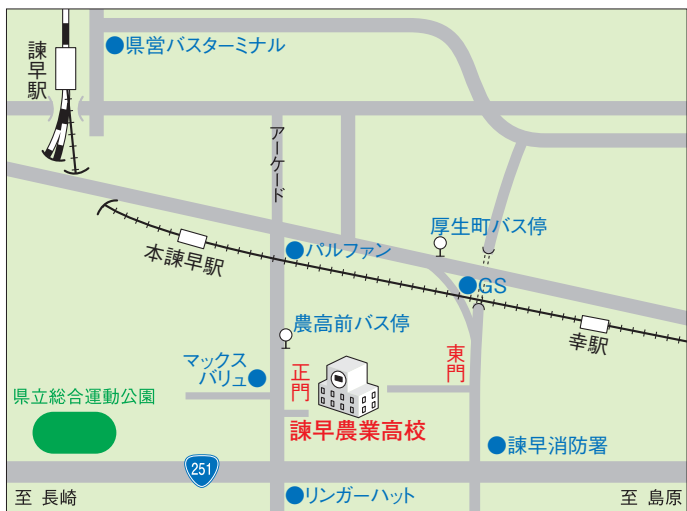 県営バスターミナル
諫早駅
アーケード
厚生町バス停
パルファン
本諫早駅
GS
農高前バス停
幸駅
東門
マックス
バリュ
正門
県立総合運動公園
諫早農業高校
諫早消防署
251
至 長崎
リンガーハット
至 島原